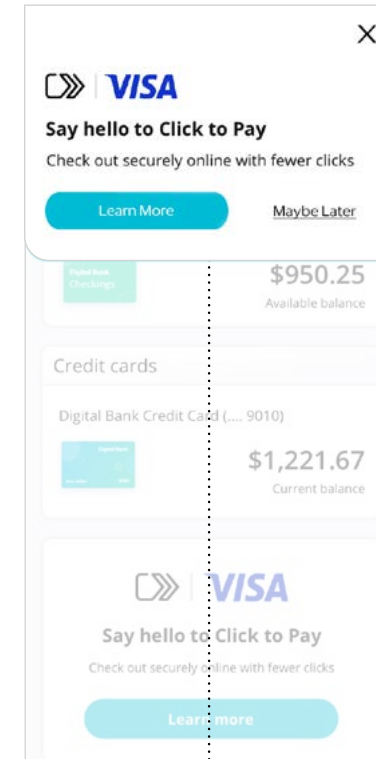 VISA
Say hello to Click to Pay
Check out securely online with fewer clicks
Learn More
Maybe Later
Digital Bank
Checkings
$950.25
Available balance
Credit cards
Digital Bank Credit Card (.... 9010)
$1,221.67
Current balance
VISA
Say hello to Click to Pay
Check out securely online with fewer clicks
Learn more